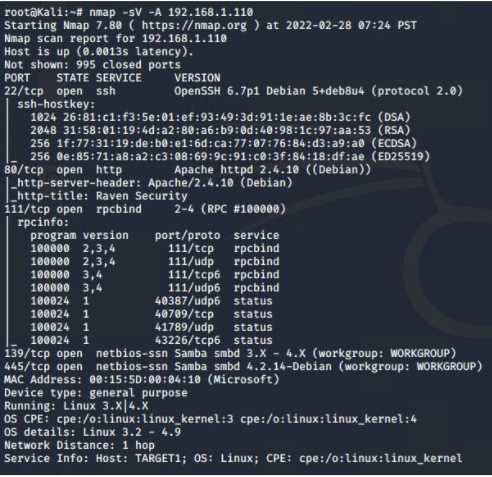 root@Kali:~# nmap -sV -A 192.168.1.110
Starting Nmap 7.80 ( https://nmap.org ) at 2022-02-28 07:24 PST
Nmap scan report for 192.168.1.110
Host is up (0.0013s latency).
Not shown: 995 closed ports
PORT    STATE SERVICE     VERSION
22/tcp  open  ssh         OpenSSH 6.7p1 Debian 5+deb8u4 (protocol 2.0)
| ssh-hostkey:
|   1024 26:81:c1:f3:5e:01:ef:93:49:3d:91:1e:ae:8b:3c:fc (DSA)
|   2048 31:58:01:19:4d:a2:80:a6:b9:0d:40:98:1c:97:aa:53 (RSA)
|   256 1f:77:31:19:de:b0:e1:6d:ca:77:07:76:84:d3:a9:a0 (ECDSA)
|_  256 0e:85:71:a8:a2:c3:08:69:9c:91:c0:3f:84:18:df:ae (ED25519)
80/tcp  open  http        Apache httpd 2.4.10 ((Debian))
|_http-server-header: Apache/2.4.10 (Debian)
|_http-title: Raven Security
111/tcp open  rpcbind     2-4 (RPC #100000)
| rpcinfo:
|   program version    port/proto  service
|   100000  2,3,4        111/tcp   rpcbind
|   100000  2,3,4        111/udp   rpcbind
|   100000  3,4          111/tcp6  rpcbind
|   100000  3,4          111/udp6  rpcbind
|   100024  1          40387/udp6  status
|   100024  1          40709/tcp   status
|   100024  1          41789/udp   status
|_  100024  1          43226/tcp6  status
139/tcp open  netbios-ssn Samba smbd 3.X - 4.X (workgroup: WORKGROUP)
445/tcp open  netbios-ssn Samba smbd 4.2.14-Debian (workgroup: WORKGROUP)
MAC Address: 00:15:5D:00:04:10 (Microsoft)
Device type: general purpose
Running: Linux 3.X|4.X
OS CPE: cpe:/o:linux:linux_kernel:3 cpe:/o:linux:linux_kernel:4
OS details: Linux 3.2 - 4.9
Network Distance: 1 hop
Service Info: Host: TARGET1; OS: Linux; CPE: cpe:/o:linux:linux_kernel